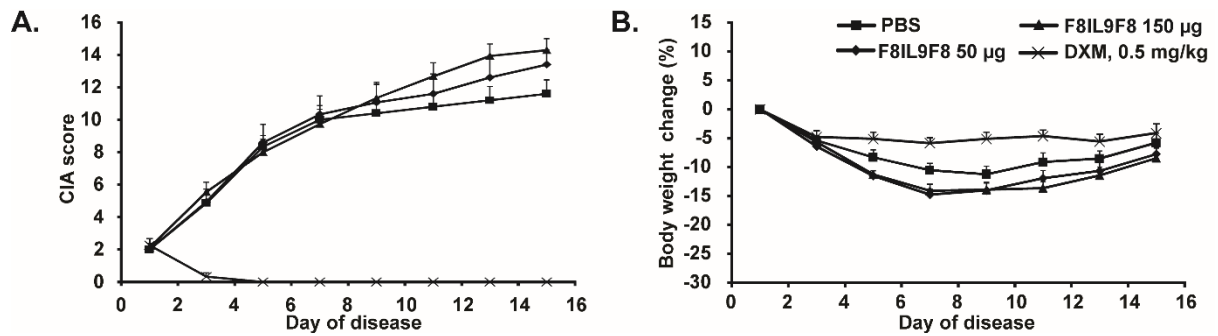 A.
CIA score
16
14
12
10
8
6
4
2
0
0 2 4 6 8 10 12 14 16
Day of disease
B.
PBS
F8IL9F8 150 µg
F8IL9F8 50 µg
DXM, 0.5 mg/kg
Body weight change (%)
15
10
5
0
-5
-10
-15
-20
-25
-30
0 2 4 6 8 10 12 14 16
Day of disease